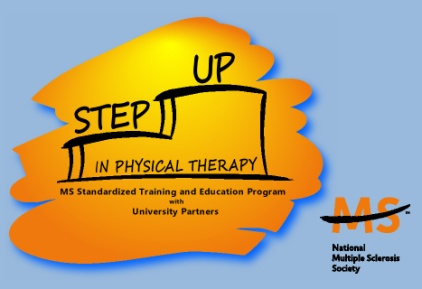 UP
STEP
IN PHYSICAL THERAPY
MS Standardized Training and Education Program
with
University Partners
MS
National
Multiple Sclerosis
Society